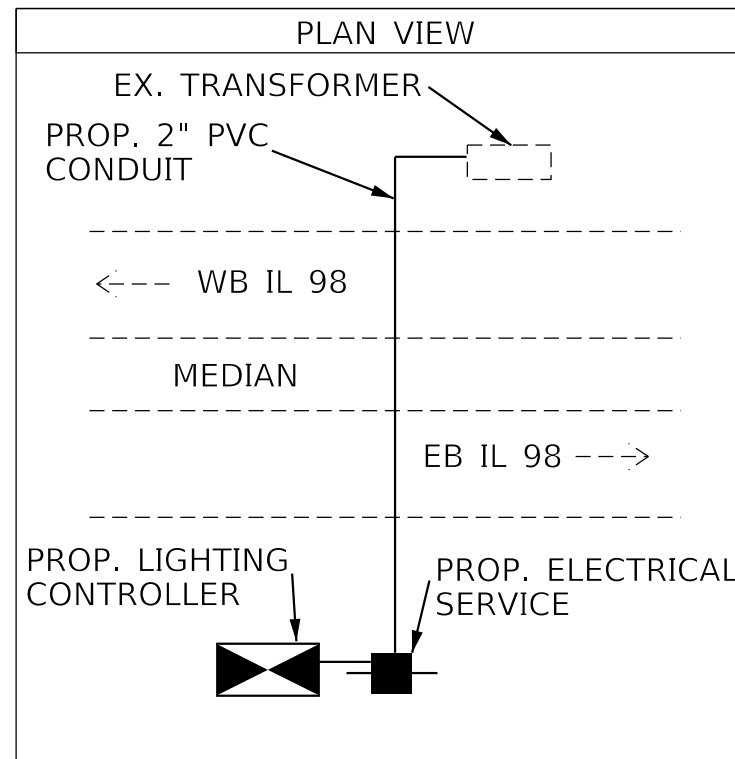 PLAN VIEW
EX. TRANSFORMER
PROP. 2" PVC
CONDUIT
WB IL 98
MEDIAN
EB IL 98
PROP. LIGHTING
CONTROLLER
PROP. ELECTRICAL
SERVICE